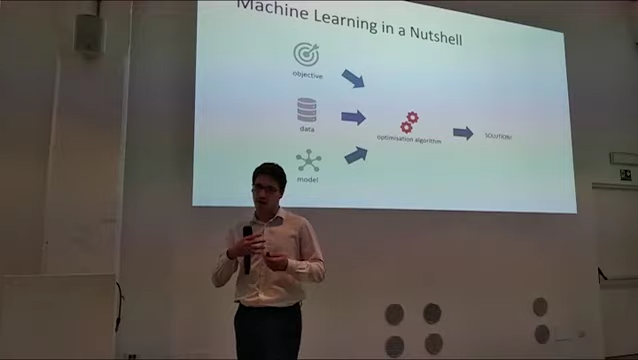 Machine Learning in a Nutshell
objective
data
optimisation algorithm
SOLUTION!
model